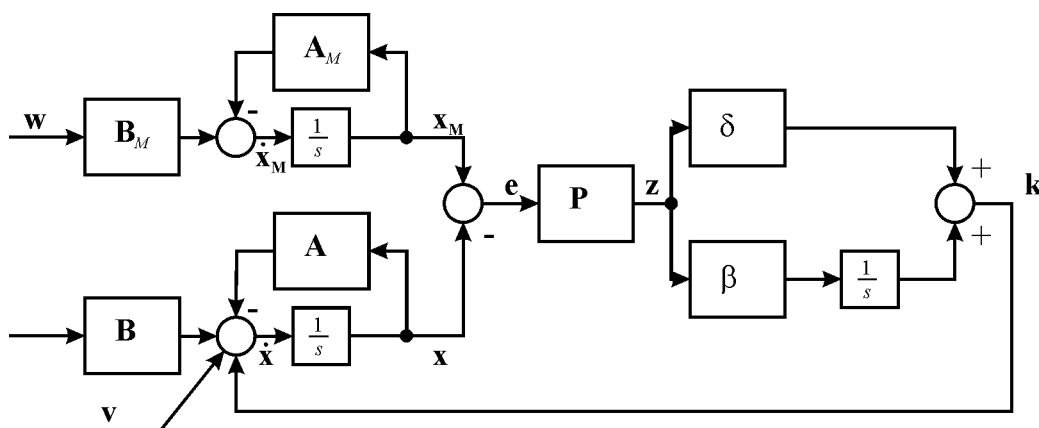 A_M
w
B_M
-
ẋ_M
1/s
x_M
-
e
P
z
δ
+
+
k
β
1/s
A
B
-
ẋ
1/s
x
v